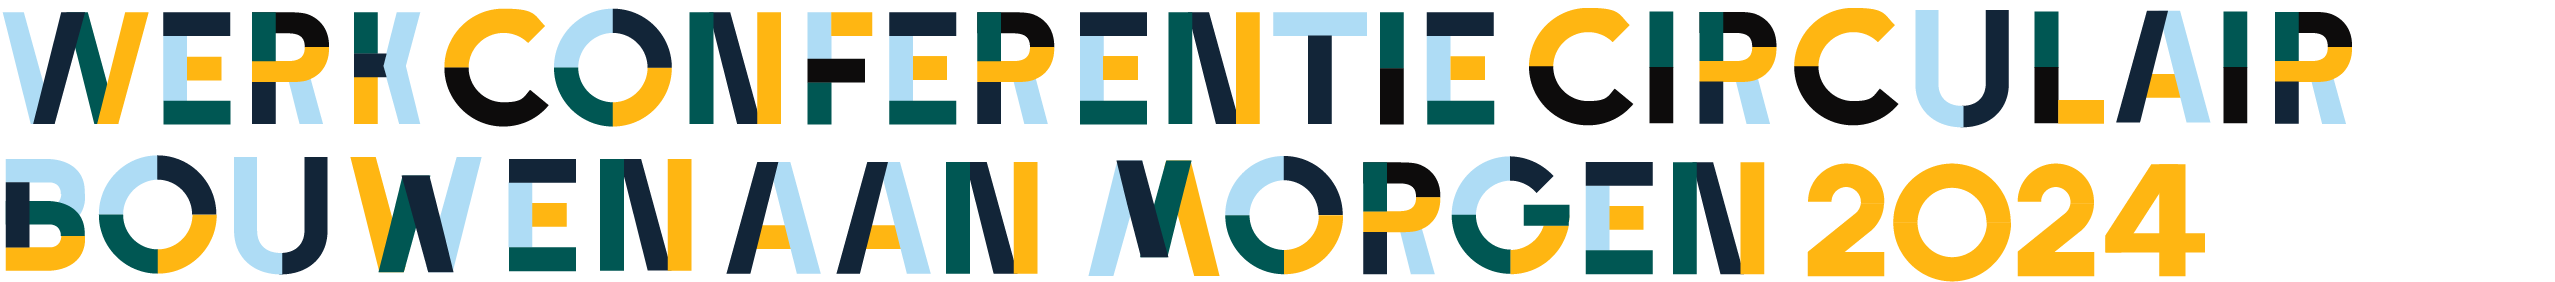 WERKCONFERENTIE CIRCULAIR
BOUWEN AAN MORGEN 2024